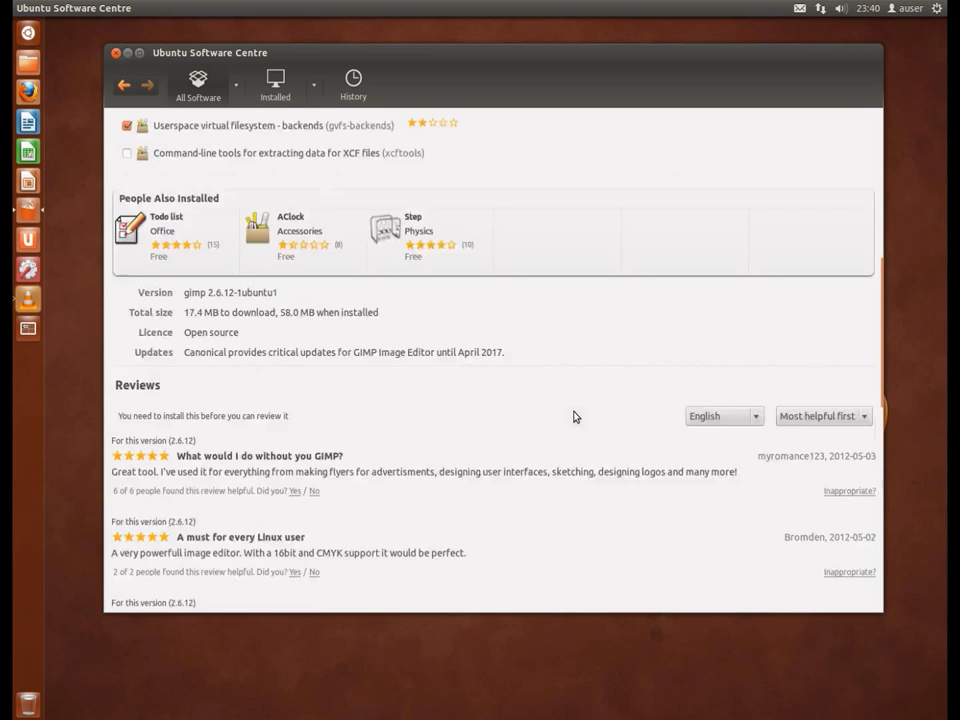 Ubuntu Software Centre
23:40 auser
Ubuntu Software Centre
All Software Installed History
Userspace virtual filesystem - backends (gvfs-backends)
Command-line tools for extracting data for XCF files (xcftools)
People Also Installed
Todo list AClock Step
Office Accessories Physics
(15) (8) (10)
Free Free Free
Version gimp 2.6.12-1ubuntu1
Total size 17.4 MB to download, 58.0 MB when installed
Licence Open source
Updates Canonical provides critical updates for GIMP Image Editor until April 2017.
Reviews
You need to install this before you can review it English Most helpful first
For this version (2.6.12)
What would I do without you GIMP? myromance123, 2012-05-03
Great tool. I've used it for everything from making flyers for advertisments, designing user interfaces, sketching, designing logos and many more!
6 of 6 people found this review helpful. Did you? Yes / No Inappropriate?
For this version (2.6.12)
A must for every Linux user Bromden, 2012-05-02
A very powerfull image editor. With a 16bit and CMYK support it would be perfect.
2 of 2 people found this review helpful. Did you? Yes / No Inappropriate?
For this version (2.6.12)